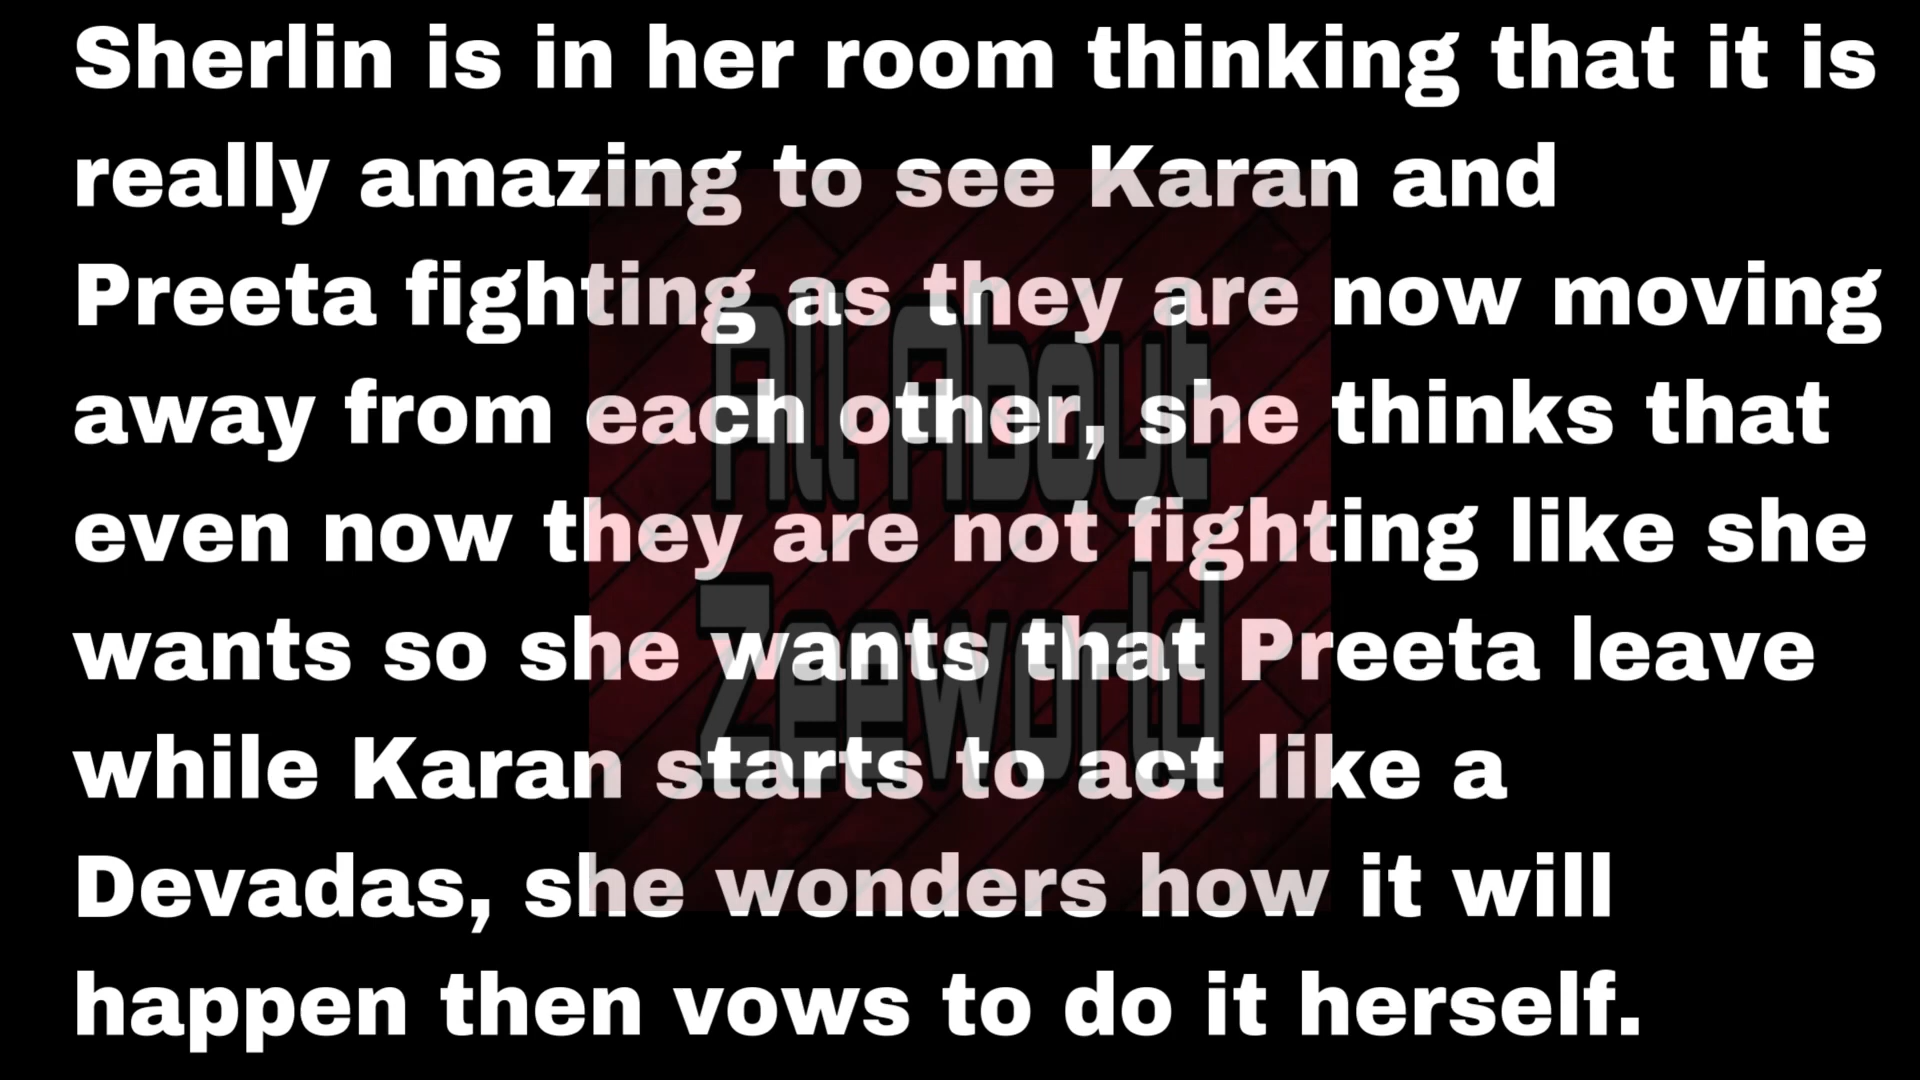 Sherlin is in her room thinking that it is
really amazing to see Karan and
Preeta fighting as they are now moving
away from each other, she thinks that
even now they are not fighting like she
wants so she wants that Preeta leave
while Karan starts to act like a
Devadas, she wonders how it will
happen then vows to do it herself.
All About
Zeeworld